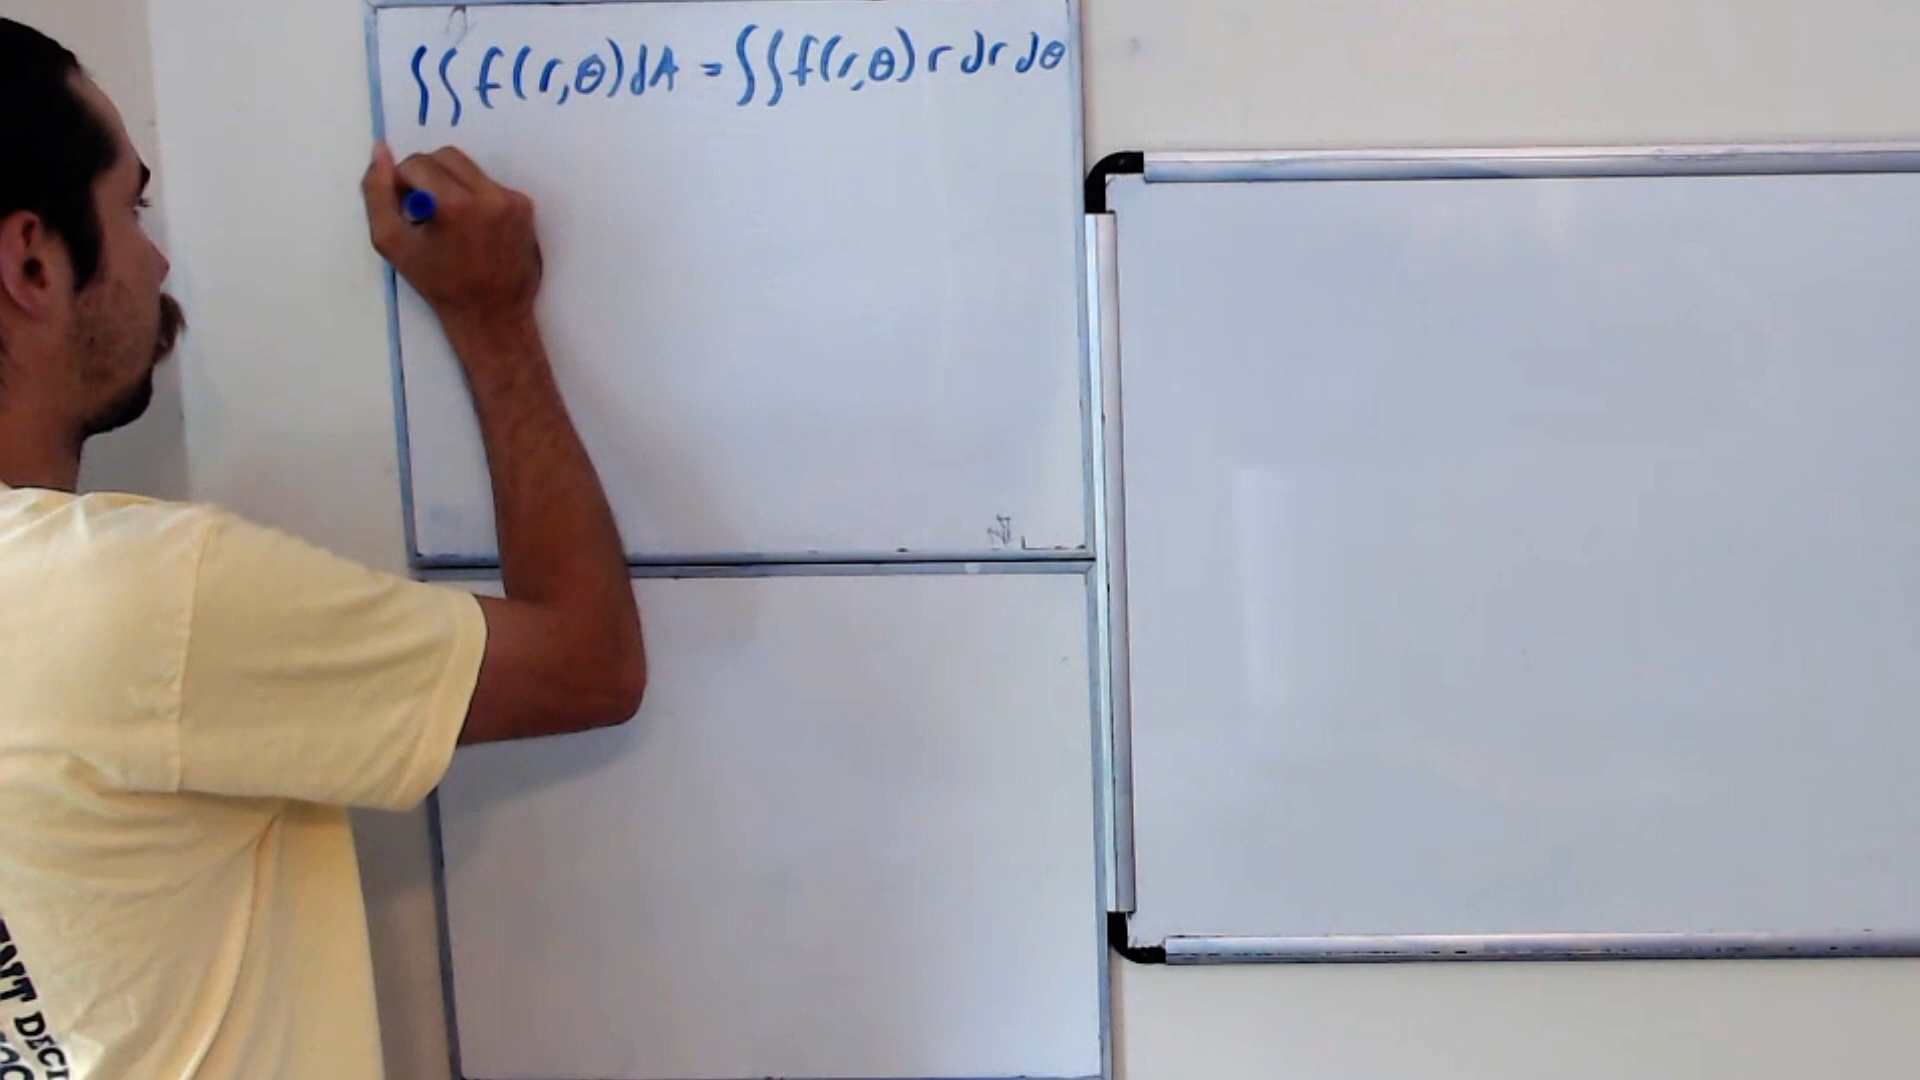 ∫∫ f(r,θ)dA = ∫∫ f(r,θ) r dr dθ